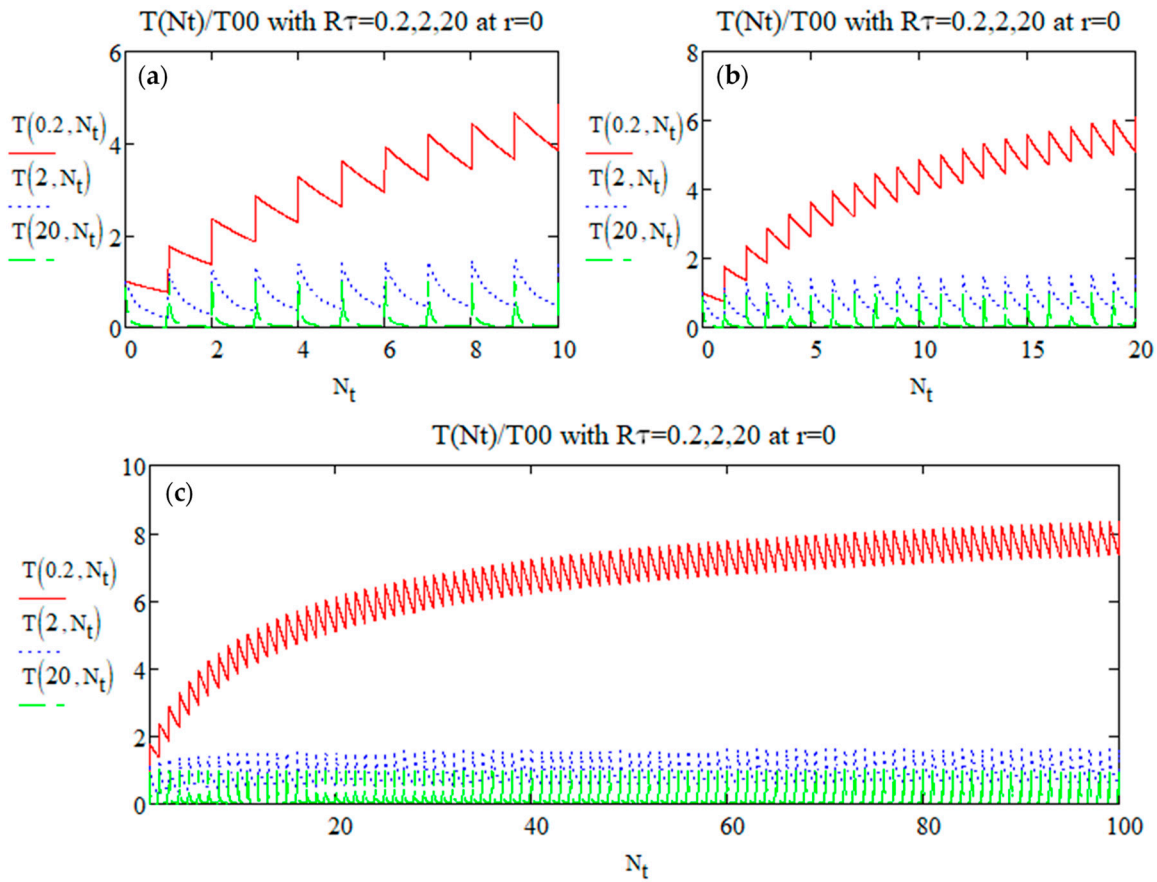 T(Nt)/T00 with Rτ=0.2,2,20 at r=0
(a)
6
4
2
0
T(0.2,Nt)
T(2,Nt)
T(20,Nt)
0 2 4 6 8 10
Nt
T(Nt)/T00 with Rτ=0.2,2,20 at r=0
(b)
8
6
4
2
0
T(0.2,Nt)
T(2,Nt)
T(20,Nt)
0 5 10 15 20
Nt
T(Nt)/T00 with Rτ=0.2,2,20 at r=0
(c)
10
8
6
4
2
0
T(0.2,Nt)
T(2,Nt)
T(20,Nt)
20 40 60 80 100
Nt